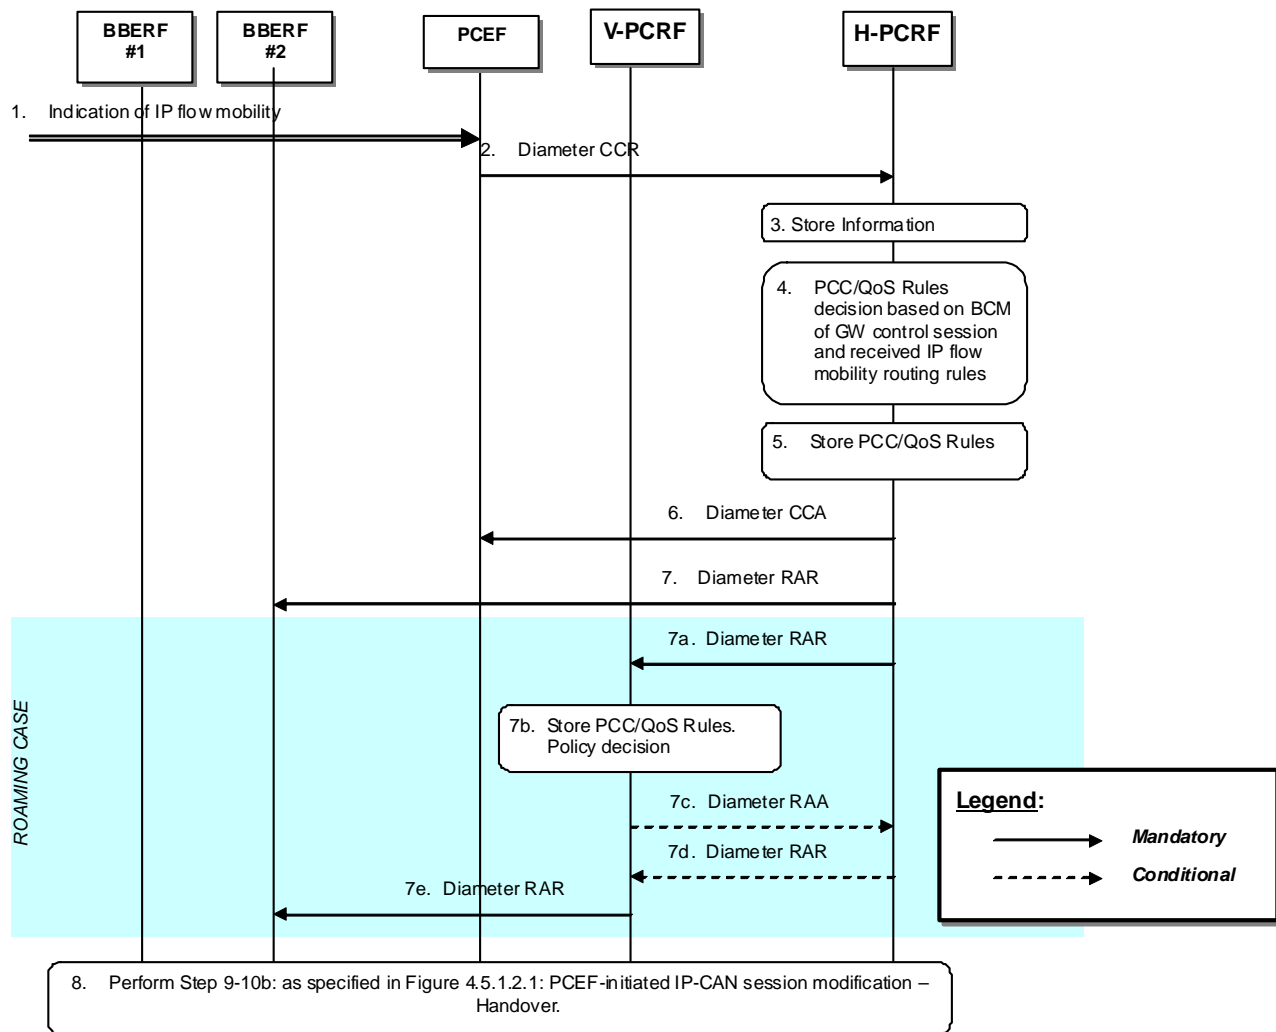 BBERF
#1
BBERF
#2
PCEF
V-PCRF
H-PCRF
1. Indication of IP flow mobility
2. Diameter CCR
3. Store Information
4. PCC/QoS Rules
decision based on BCM
of GW control session
and received IP flow
mobility routing rules
5. Store PCC/QoS Rules
6. Diameter CCA
7. Diameter RAR
7a. Diameter RAR
ROAMING CASE
7b. Store PCC/QoS Rules.
Policy decision
7c. Diameter RAA
7d. Diameter RAR
7e. Diameter RAR
Legend:
Mandatory
Conditional
8. Perform Step 9-10b: as specified in Figure 4.5.1.2.1: PCEF-initiated IP-CAN session modification –
Handover.